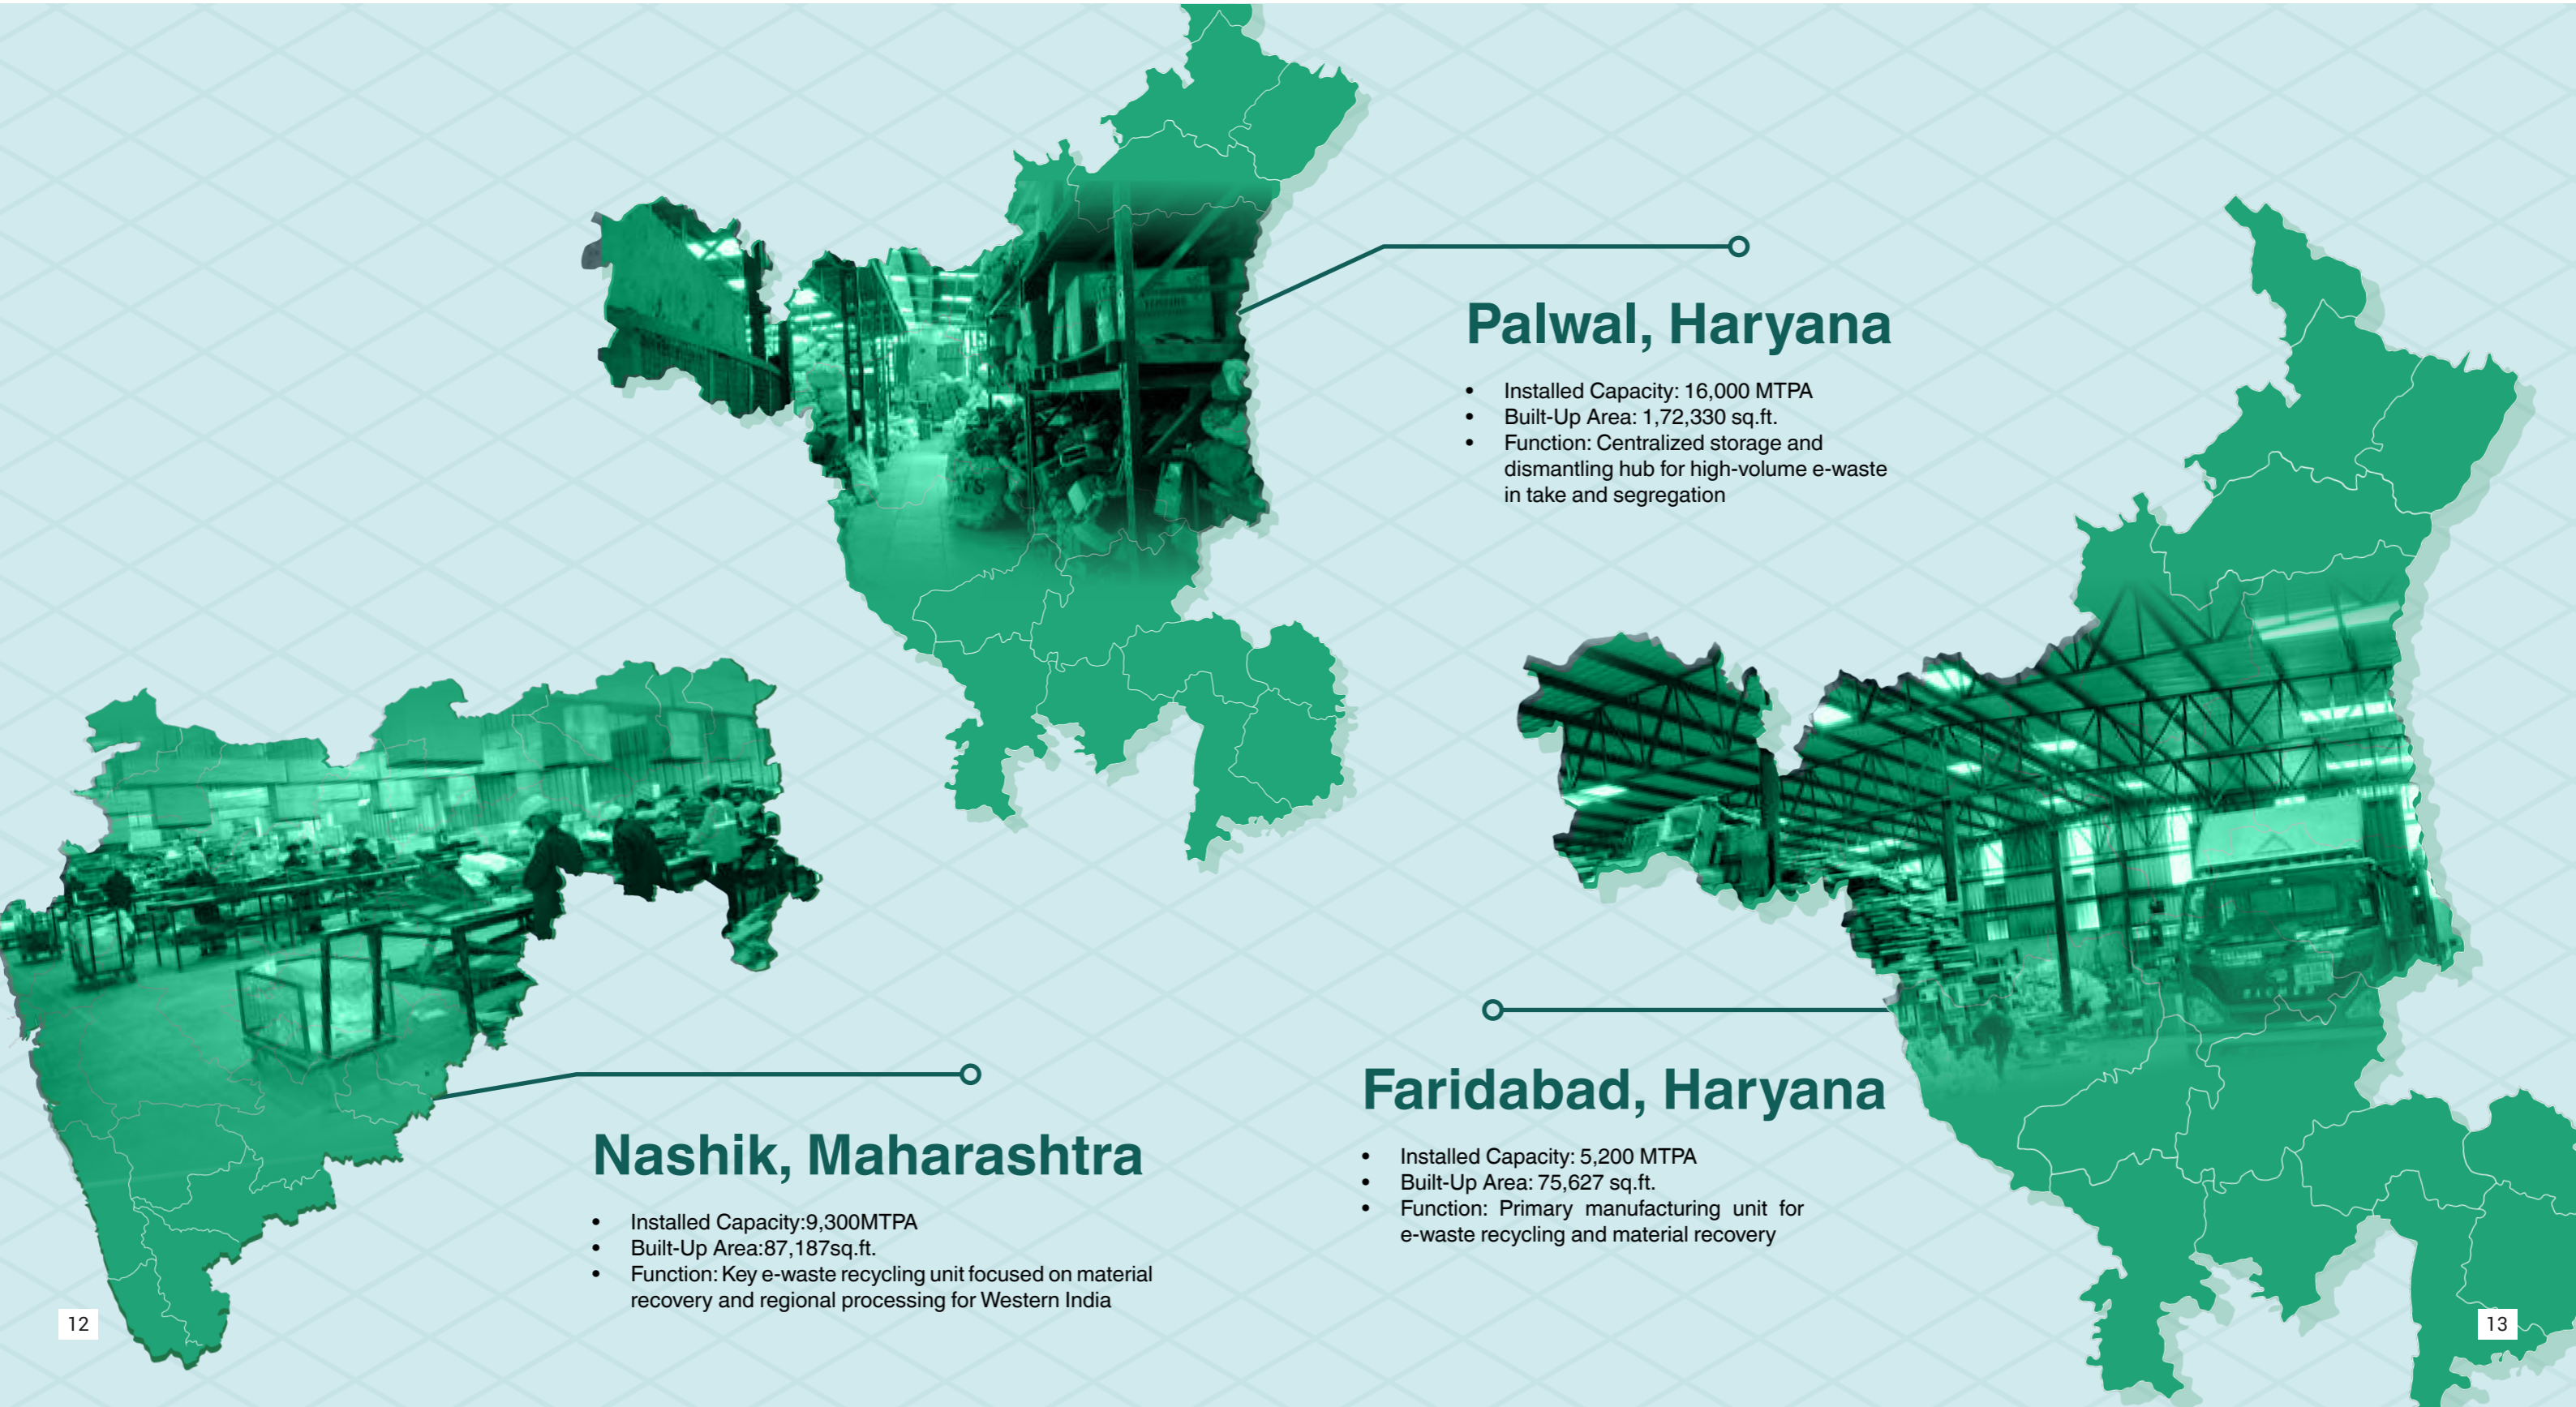 Palwal, Haryana
• Installed Capacity: 16,000 MTPA
• Built-Up Area: 1,72,330 sq.ft.
• Function: Centralized storage and
dismantling hub for high-volume e-waste
in take and segregation
Nashik, Maharashtra
• Installed Capacity:9,300MTPA
• Built-Up Area:87,187sq.ft.
• Function: Key e-waste recycling unit focused on material
recovery and regional processing for Western India
Faridabad, Haryana
• Installed Capacity: 5,200 MTPA
• Built-Up Area: 75,627 sq.ft.
• Function: Primary manufacturing unit for
e-waste recycling and material recovery
12
13